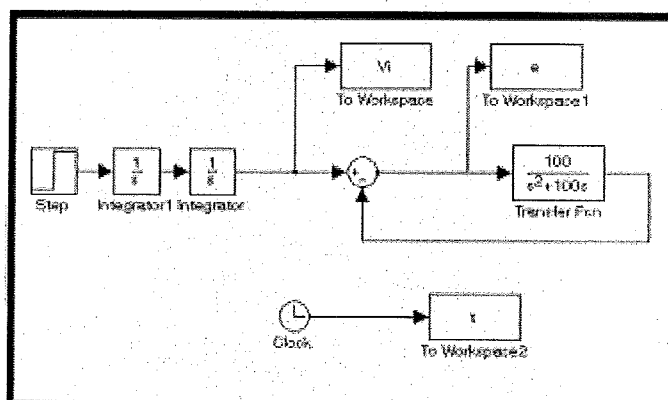 Vi
To Workspace
e
To Workspace1
Step
1
s
Integrator1
1
s
Integrator
+
-
100
s²+100s
Transfer Fcn
Clock
t
To Workspace2